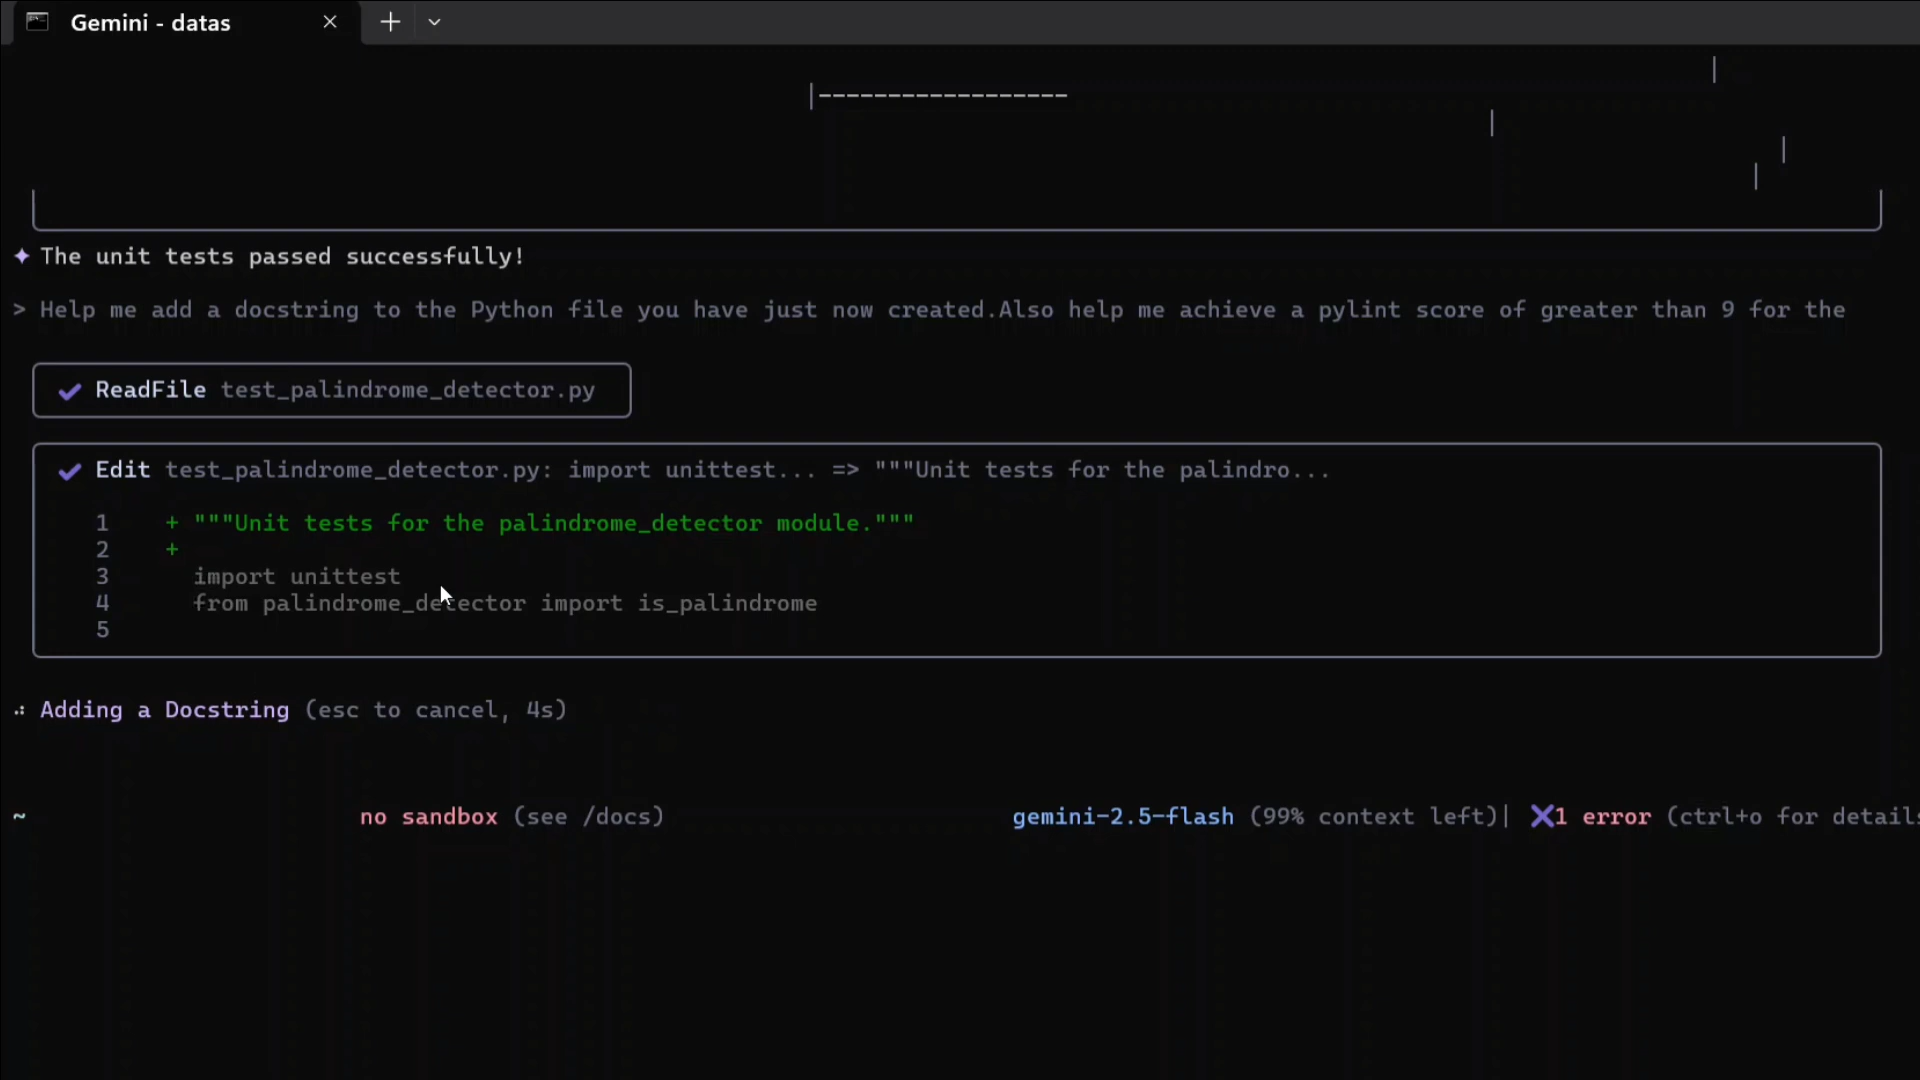 Gemini - datas
|------------------
✦ The unit tests passed successfully!
> Help me add a docstring to the Python file you have just now created.Also help me achieve a pylint score of greater than 9 for the
✔ ReadFile test_palindrome_detector.py
✔ Edit test_palindrome_detector.py: import unittest... => """Unit tests for the palindro...
1 + """Unit tests for the palindrome_detector module."""
2 +
3 import unittest
4 from palindrome_detector import is_palindrome
5
Adding a Docstring (esc to cancel, 4s)
~ no sandbox (see /docs) gemini-2.5-flash (99% context left)| ✖1 error (ctrl+o for details